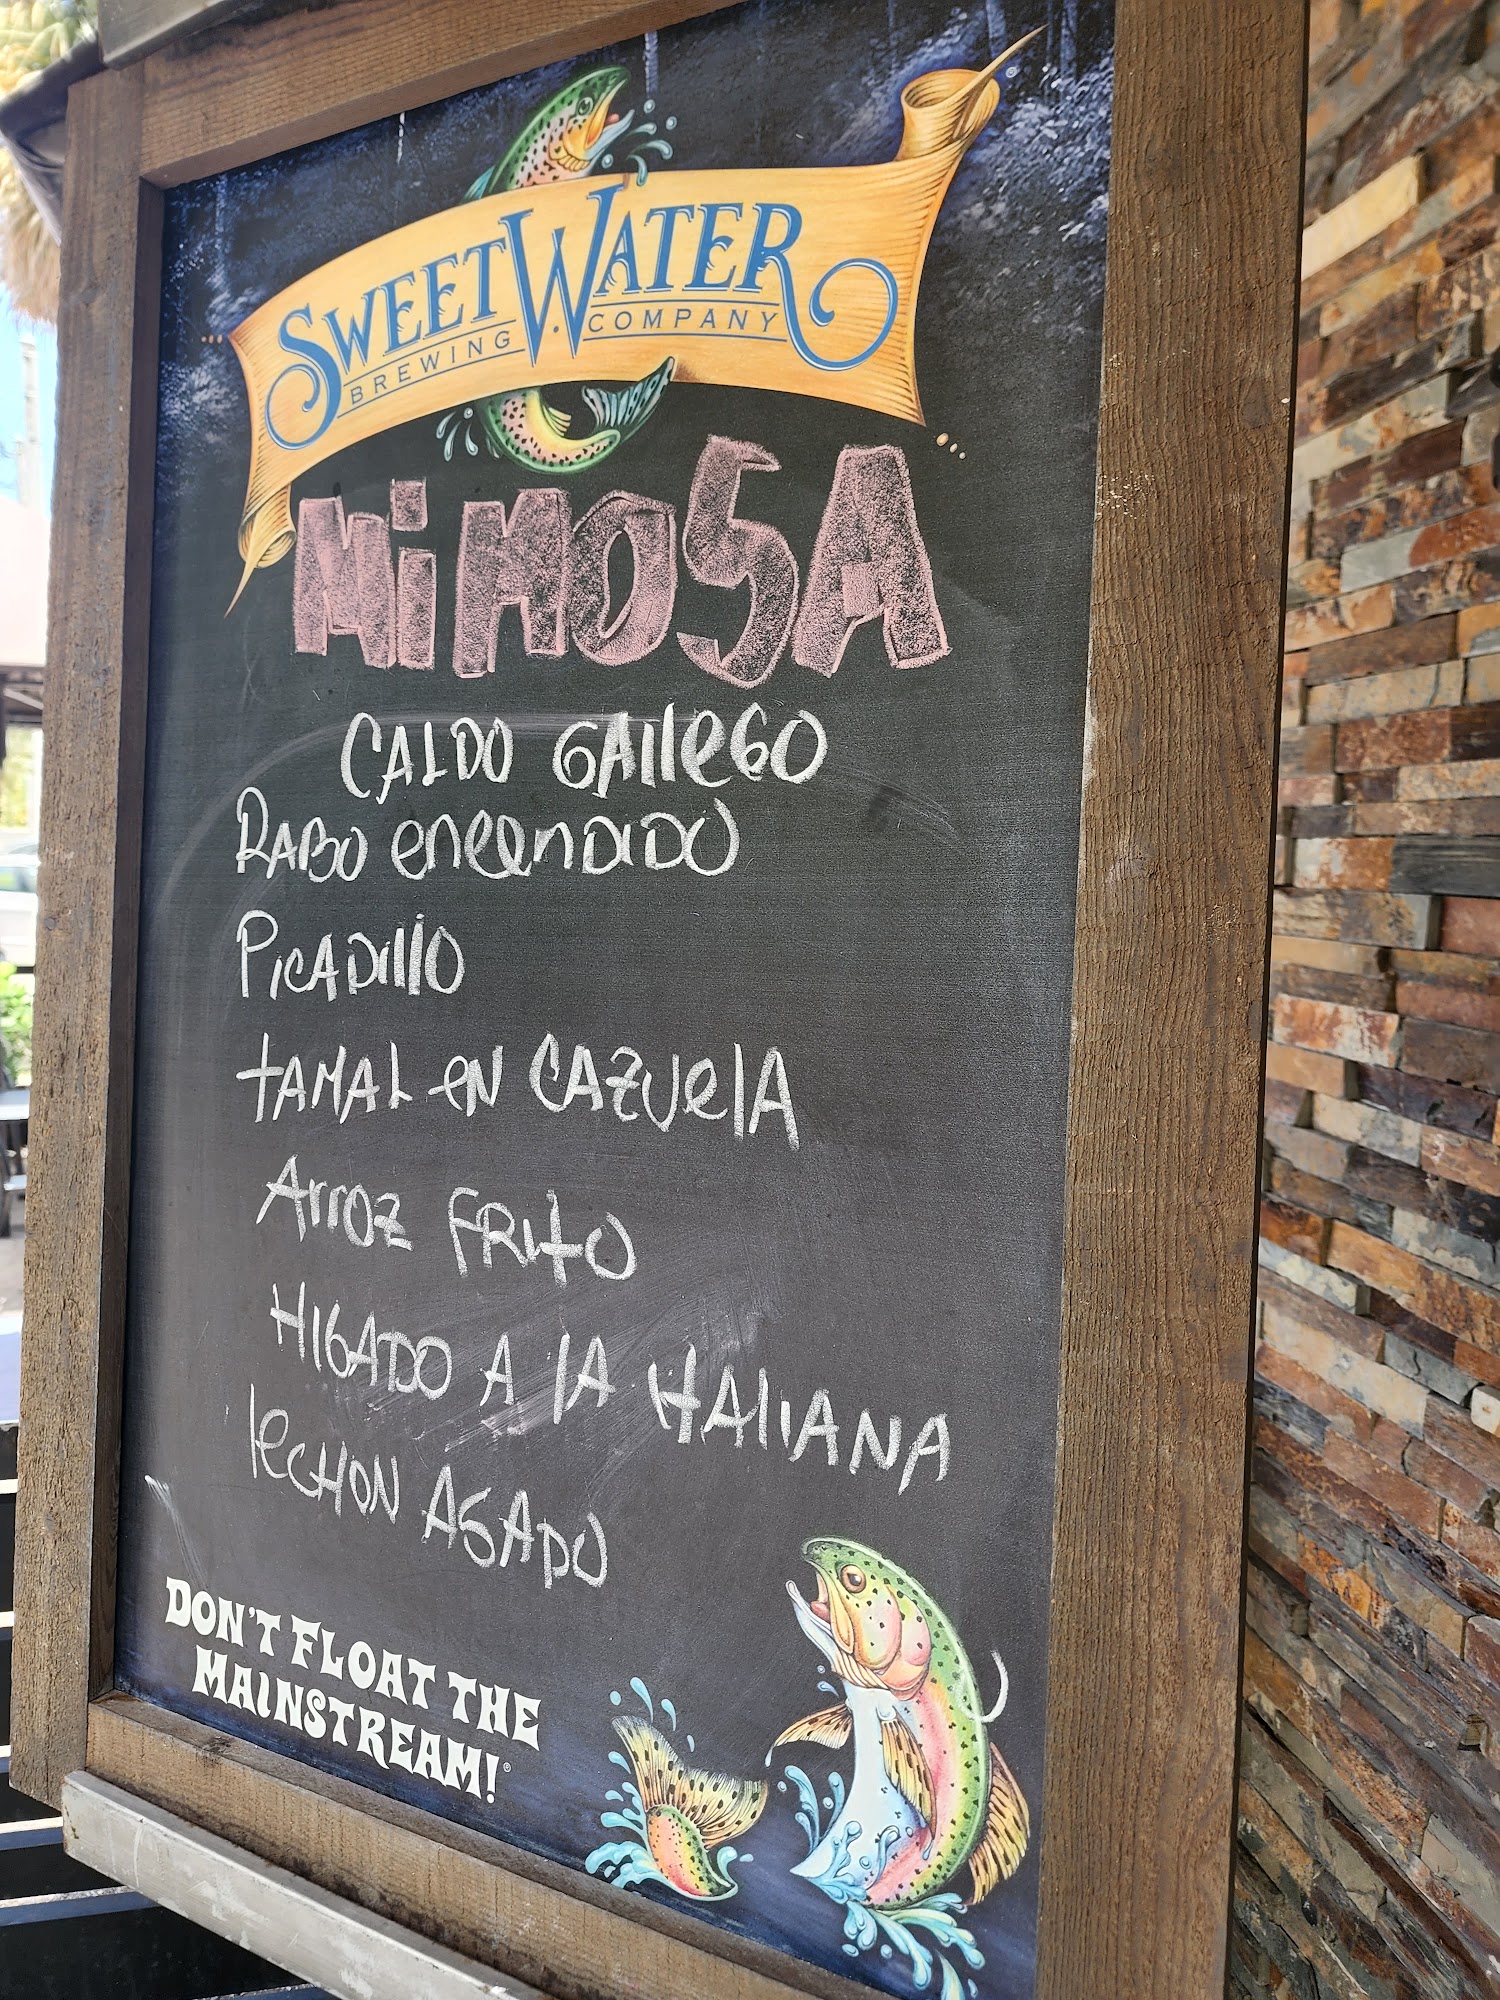 SWEETWATER
BREWING COMPANY
MiMOSA
CALDO GAlleGO
RABO enceNDIDO
PicADillO
tAMAL eN CAZUelA
Arroz FRItO
HIGADO A lA ItAliANA
lecHON ASADO
DON'T FLOAT THE
MAINSTREAM!®